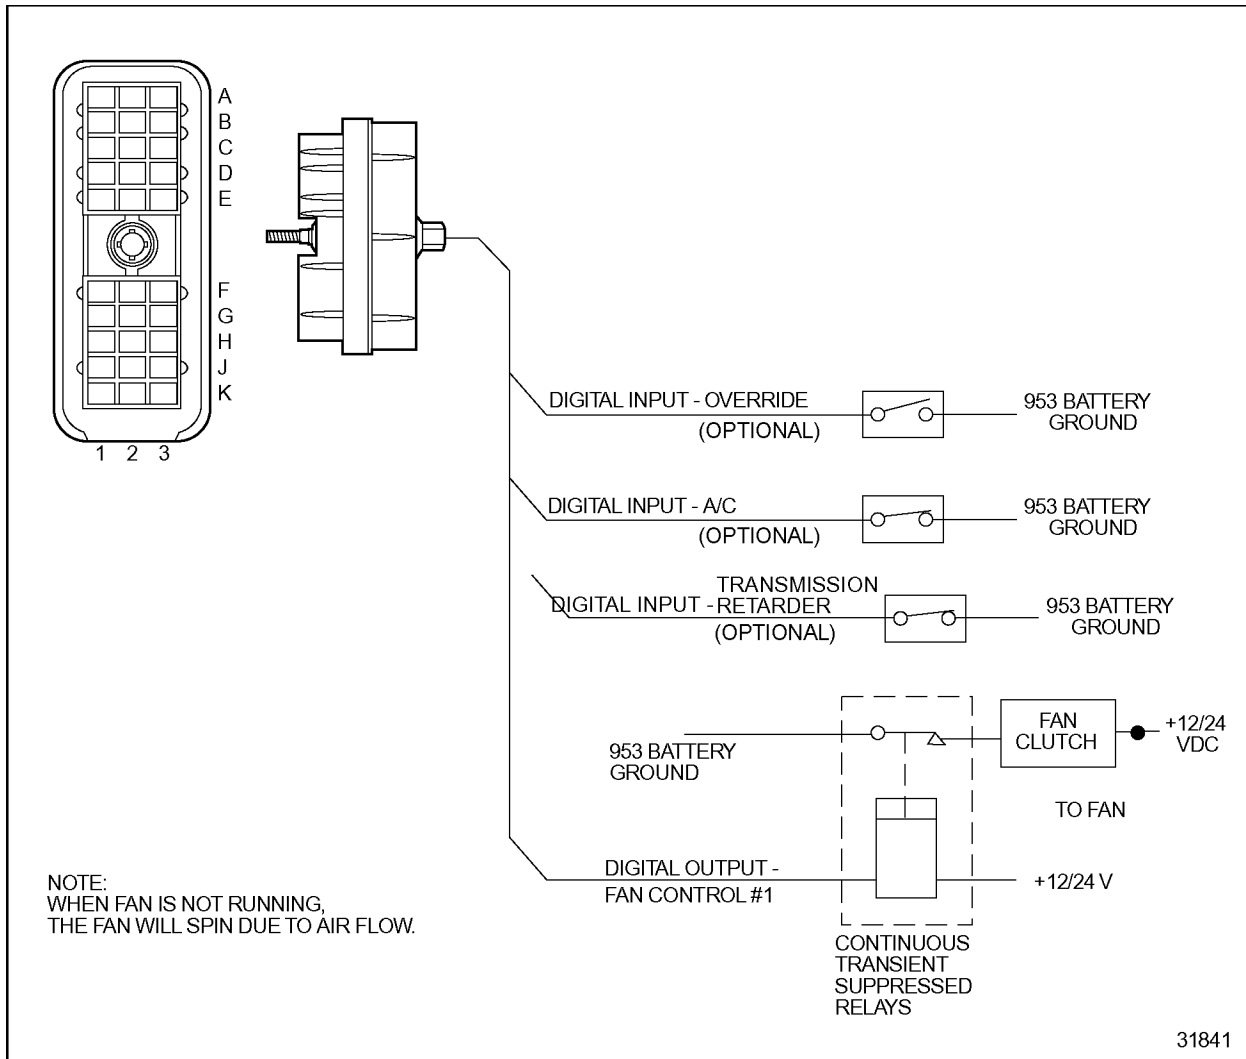 A
B
C
D
E
F
G
H
J
K
1 2 3
DIGITAL INPUT - OVERRIDE
(OPTIONAL)
953 BATTERY
GROUND
DIGITAL INPUT - A/C
(OPTIONAL)
953 BATTERY
GROUND
TRANSMISSION
DIGITAL INPUT - RETARDER
(OPTIONAL)
953 BATTERY
GROUND
953 BATTERY
GROUND
FAN
CLUTCH
+12/24
VDC
TO FAN
DIGITAL OUTPUT -
FAN CONTROL #1
+12/24 V
CONTINUOUS
TRANSIENT
SUPPRESSED
RELAYS
NOTE:
WHEN FAN IS NOT RUNNING,
THE FAN WILL SPIN DUE TO AIR FLOW.
31841